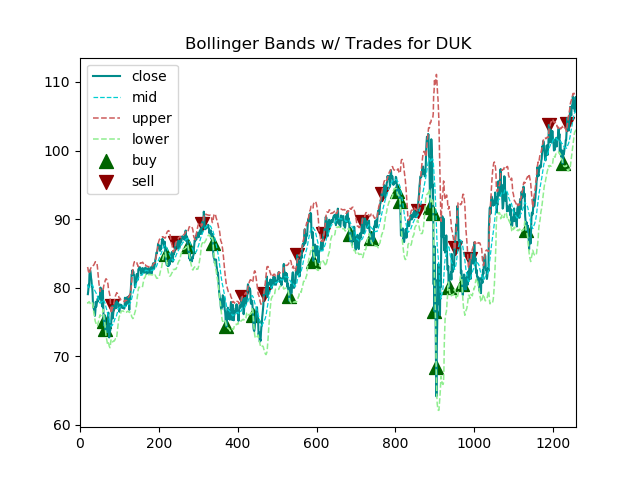 Bollinger Bands w/ Trades for DUK
close
mid
upper
lower
buy
sell
110
100
90
80
70
60
0 200 400 600 800 1000 1200